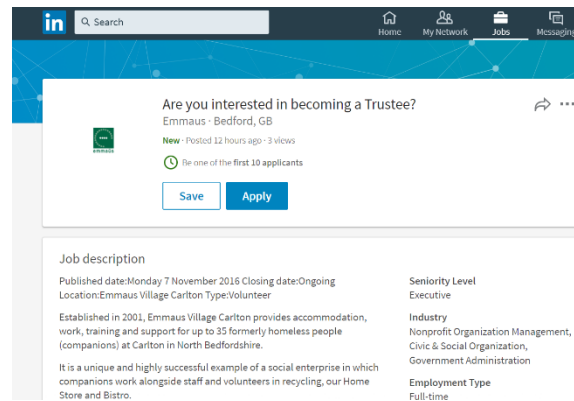 in
Search
Home
My Network
Jobs
Messaging
Are you interested in becoming a Trustee?
Emmaus · Bedford, GB
New · Posted 12 hours ago · 3 views
Be one of the first 10 applicants
emmaus
Save
Apply
Job description
Published date:Monday 7 November 2016 Closing date:Ongoing
Location:Emmaus Village Carlton Type:Volunteer
Established in 2001, Emmaus Village Carlton provides accommodation,
work, training and support for up to 35 formerly homeless people
(companions) at Carlton in North Bedfordshire.
It is a unique and highly successful example of a social enterprise in which
companions work alongside staff and volunteers in recycling, our Home
Store and Bistro.
Seniority Level
Executive
Industry
Nonprofit Organization Management,
Civic & Social Organization,
Government Administration
Employment Type
Full-time